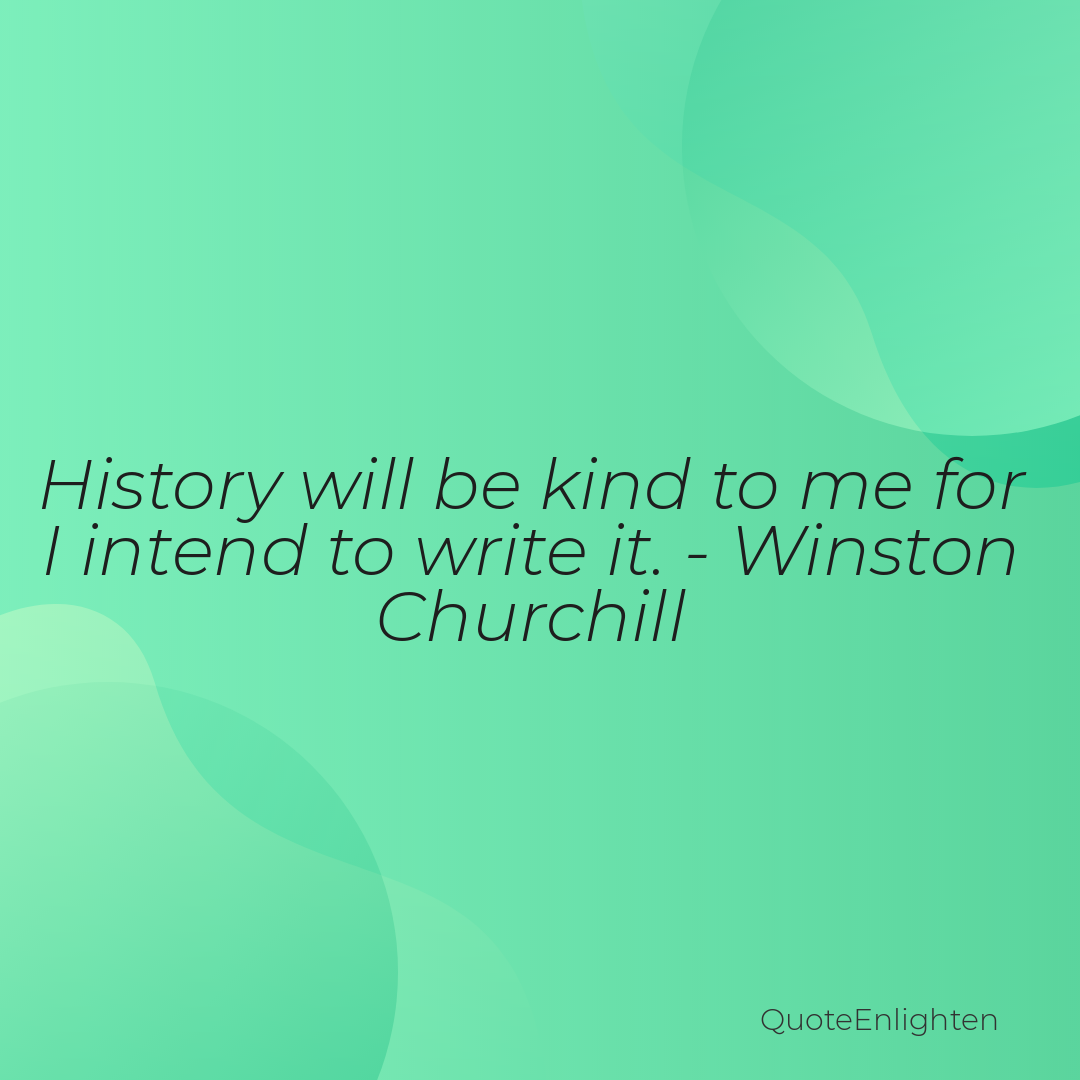 History will be kind to me for
I intend to write it. - Winston
Churchill
QuoteEnlighten